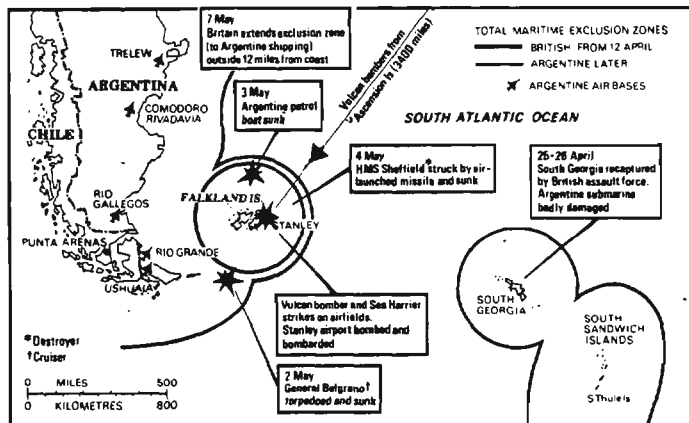 7 May
Britain extends exclusion zone
(to Argentine shipping)
outside 12 miles from coast
TRELEW
ARGENTINA
COMODORO
RIVADAVIA
CHILE
3 May
Argentine patrol
boat sunk
Vulcan bombers from
Ascension Is (3400 miles)
TOTAL MARITIME EXCLUSION ZONES
BRITISH FROM 12 APRIL
ARGENTINE LATER
ARGENTINE AIR BASES
SOUTH ATLANTIC OCEAN
4 May
HMS Sheffield* struck by air-
launched missile and sunk
25-26 April
South Georgia recaptured
by British assault force.
Argentine submarine
badly damaged
RIO
GALLEGOS
FALKLAND IS
STANLEY
PUNTA ARENAS
RIO GRANDE
USHUAIA
Vulcan bomber and Sea Harrier
strikes on airfields.
Stanley airport bombed and
bombarded
SOUTH
GEORGIA
SOUTH
SANDWICH
ISLANDS
S Thule Is
*Destroyer
†Cruiser
2 May
General Belgrano†
torpedoed and sunk
0 MILES 500
0 KILOMETRES 800